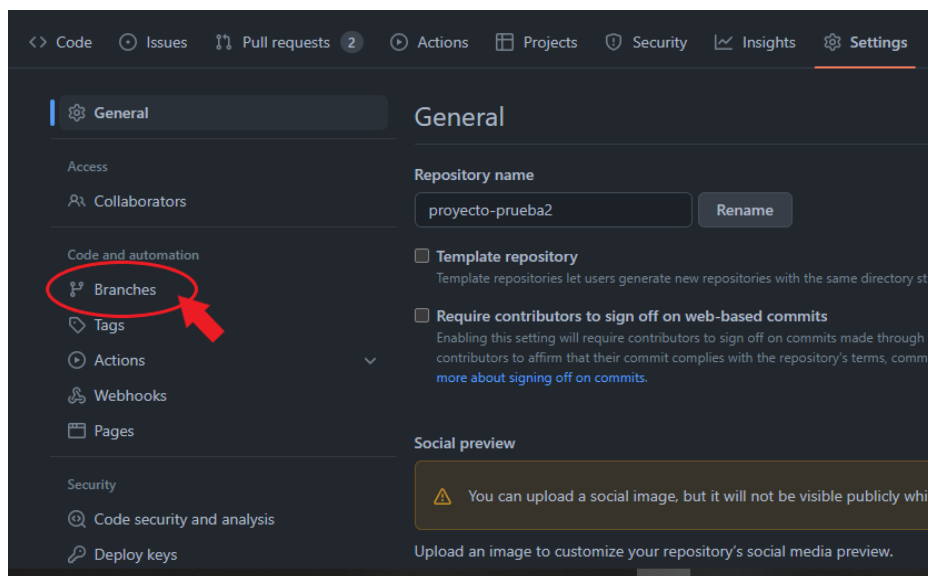 Code Issues Pull requests 2 Actions Projects Security Insights Settings
General
Access
Collaborators
Code and automation
Branches
Tags
Actions
Webhooks
Pages
Security
Code security and analysis
Deploy keys
General
Repository name
proyecto-prueba2 Rename
Template repository
Template repositories let users generate new repositories with the same directory
Require contributors to sign off on web-based commits
Enabling this setting will require contributors to sign off on commits made through
contributors to affirm that their commit complies with the repository's terms,
more about signing off on commits.
Social preview
You can upload a social image, but it will not be visible publicly
Upload an image to customize your repository's social media preview.